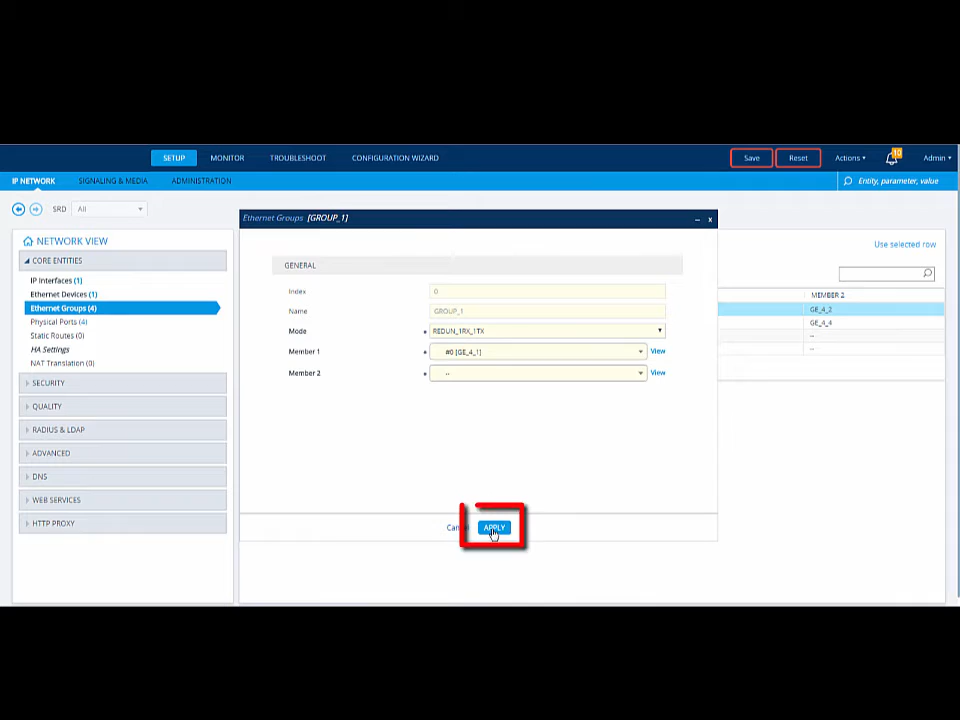 SETUP MONITOR TROUBLESHOOT CONFIGURATION WIZARD Save Reset Actions 10 Admin
IP NETWORK SIGNALING & MEDIA ADMINISTRATION Entity, parameter, value
SRD All
Ethernet Groups [GROUP_1] – x
NETWORK VIEW
Use selected row
CORE ENTITIES
GENERAL
IP Interfaces (1)
Index 0
Ethernet Devices (1)
MEMBER 2
Ethernet Groups (4)
Name GROUP_1
GE_4_2
Physical Ports (4)
GE_4_4
Static Routes (0)
Mode REDUN_1RX_1TX
--
HA Settings
Member 1 #0 [GE_4_1] View
--
NAT Translation (0)
Member 2 -- View
SECURITY
QUALITY
RADIUS & LDAP
ADVANCED
DNS
WEB SERVICES
HTTP PROXY
APPLY